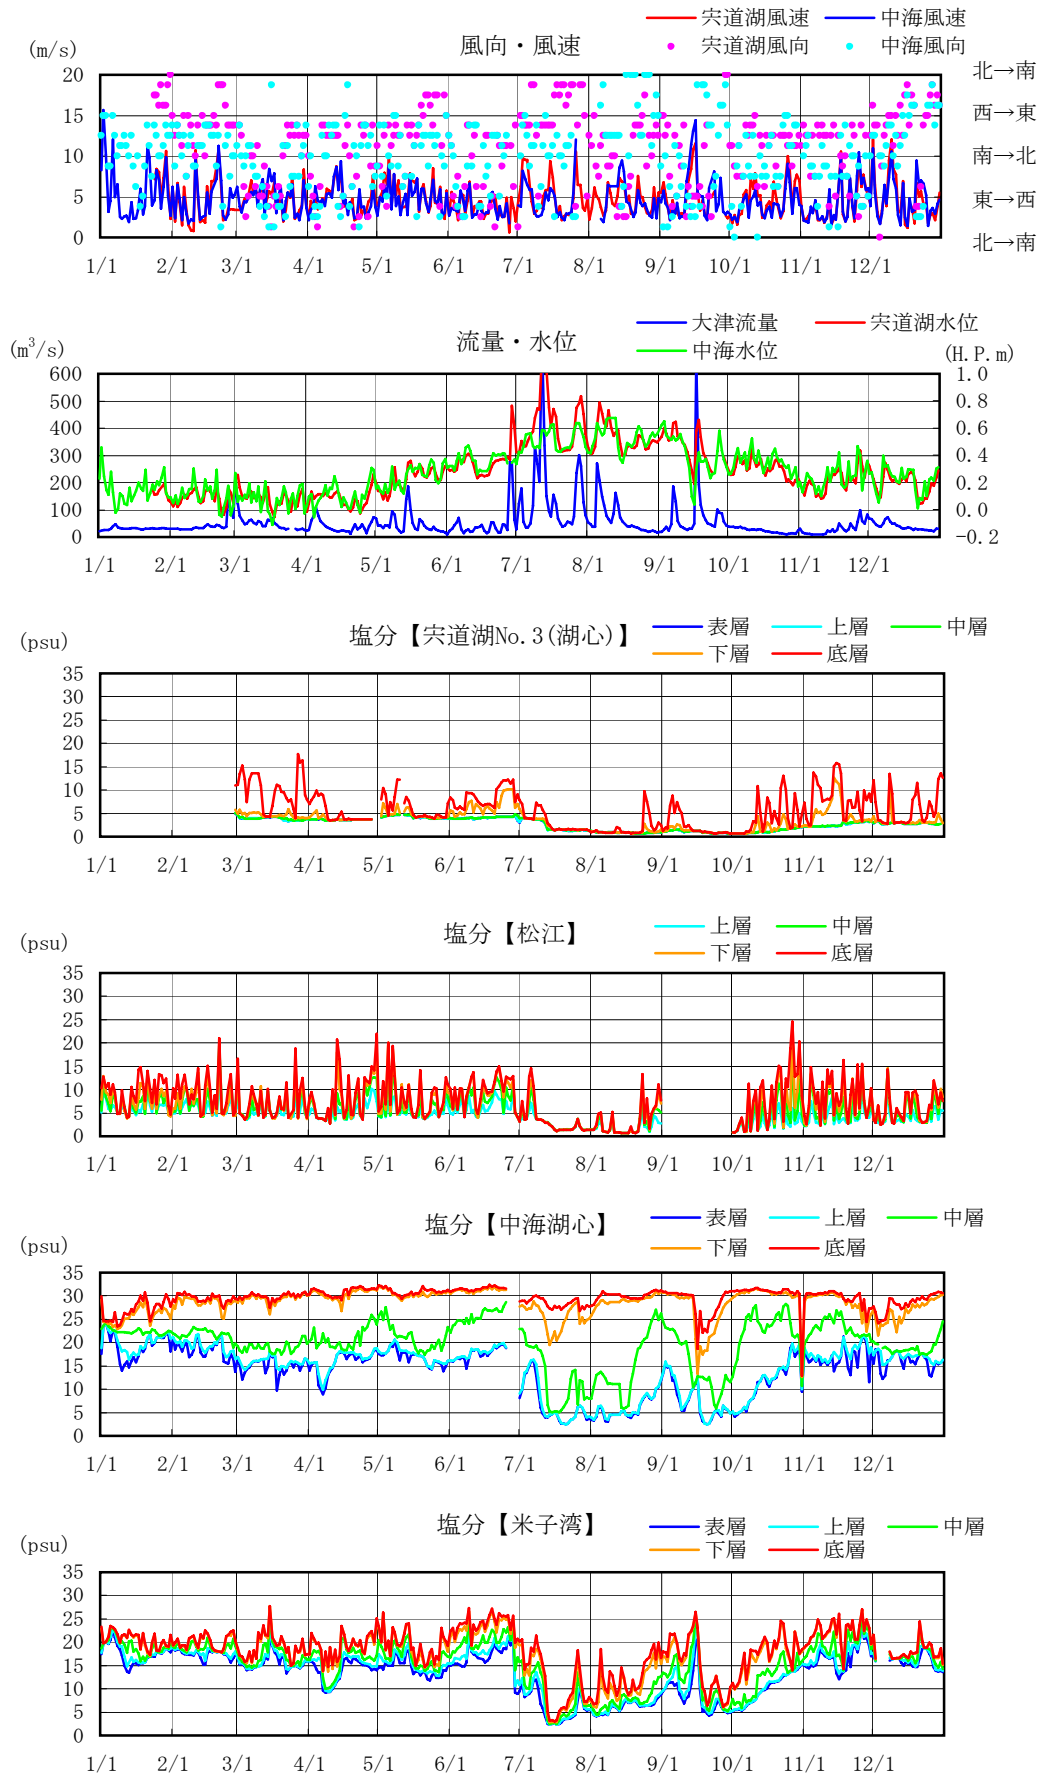 風向・風速
宍道湖風速 中海風速
宍道湖風向 中海風向
(m/s)
20 北→南
15 西→東
10 南→北
5 東→西
0 北→南
1/1 2/1 3/1 4/1 5/1 6/1 7/1 8/1 9/1 10/1 11/1 12/1
流量・水位
大津流量 宍道湖水位
中海水位
(m³/s) (H.P.m)
600 1.0
500 0.8
400 0.6
300 0.4
200 0.2
100 0.0
0 -0.2
1/1 2/1 3/1 4/1 5/1 6/1 7/1 8/1 9/1 10/1 11/1 12/1
塩分【宍道湖No.3(湖心)】
表層 上層 中層
下層 底層
(psu)
35
30
25
20
15
10
5
0
1/1 2/1 3/1 4/1 5/1 6/1 7/1 8/1 9/1 10/1 11/1 12/1
塩分【松江】
上層 中層
下層 底層
(psu)
35
30
25
20
15
10
5
0
1/1 2/1 3/1 4/1 5/1 6/1 7/1 8/1 9/1 10/1 11/1 12/1
塩分【中海湖心】
表層 上層 中層
下層 底層
(psu)
35
30
25
20
15
10
5
0
1/1 2/1 3/1 4/1 5/1 6/1 7/1 8/1 9/1 10/1 11/1 12/1
塩分【米子湾】
表層 上層 中層
下層 底層
(psu)
35
30
25
20
15
10
5
0
1/1 2/1 3/1 4/1 5/1 6/1 7/1 8/1 9/1 10/1 11/1 12/1